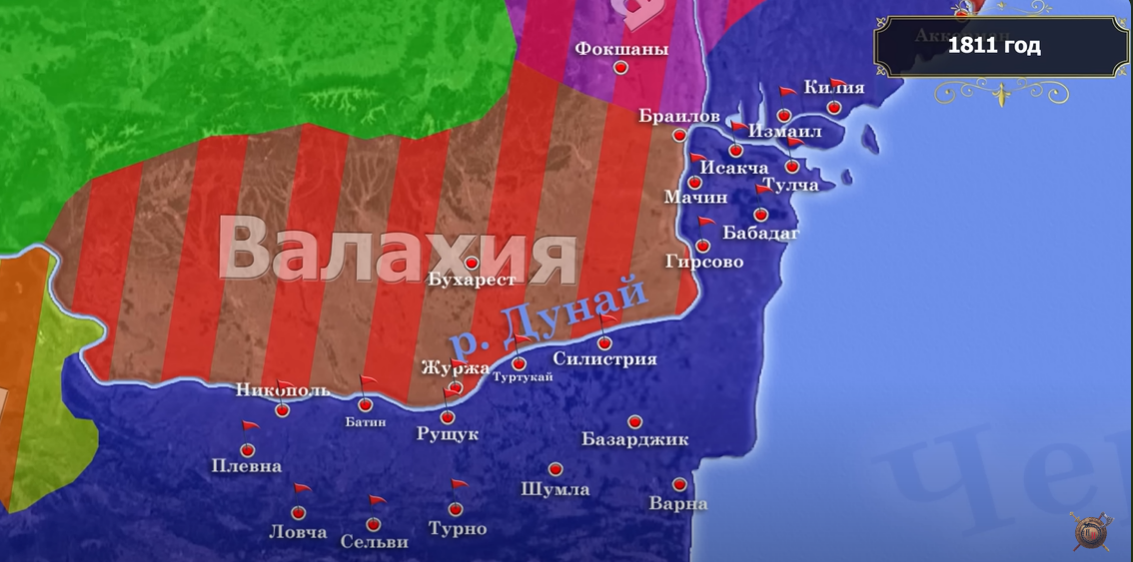 1811 год
Фокшаны
Килия
Браилов
Измаил
Исакча
Тулча
Мачин
Бабадаг
Валахия
Гирсово
Бухарест
р. Дунай
Силистрия
Журжа
Туртукай
Никополь
Батин
Рущук
Базарджик
Плевна
Шумла
Варна
Ловча
Сельви
Турно